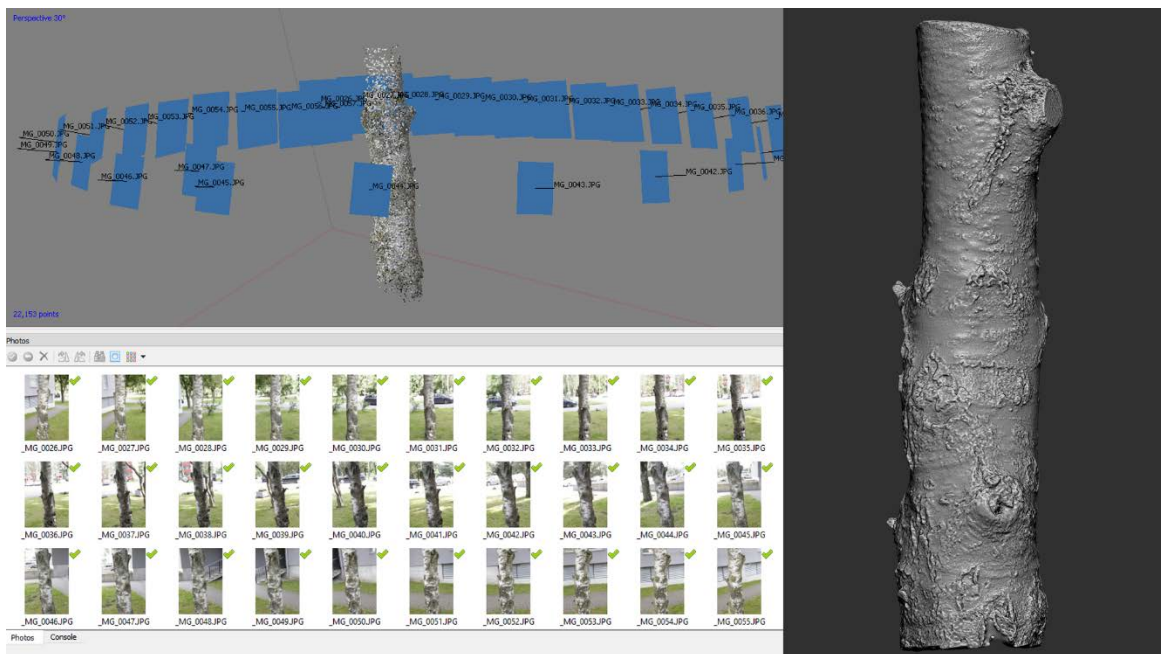 Perspective 30°
_MG_0054.JPG
_MG_0055.JPG
_MG_0028.JPG
_MG_0029.JPG
_MG_0030.JPG
_MG_0031.JPG
_MG_0032.JPG
_MG_0034.JPG
_MG_0035.JPG
_MG_0036.JPG
_MG_0053.JPG
_MG_0052.JPG
_MG_0051.JPG
_MG_0050.JPG
_MG_0049.JPG
_MG_0048.JPG
_MG_0047.JPG
_MG_0046.JPG
_MG_0045.JPG
_MG_0044.JPG
_MG_0043.JPG
_MG_0042.JPG
22,153 points
Photos
_MG_0026.JPG _MG_0027.JPG _MG_0028.JPG _MG_0029.JPG _MG_0030.JPG _MG_0031.JPG _MG_0032.JPG _MG_0033.JPG _MG_0034.JPG _MG_0035.JPG
_MG_0036.JPG _MG_0037.JPG _MG_0038.JPG _MG_0039.JPG _MG_0040.JPG _MG_0041.JPG _MG_0042.JPG _MG_0043.JPG _MG_0044.JPG _MG_0045.JPG
_MG_0046.JPG _MG_0047.JPG _MG_0048.JPG _MG_0049.JPG _MG_0050.JPG _MG_0051.JPG _MG_0052.JPG _MG_0053.JPG _MG_0054.JPG _MG_0055.JPG
Photos Console